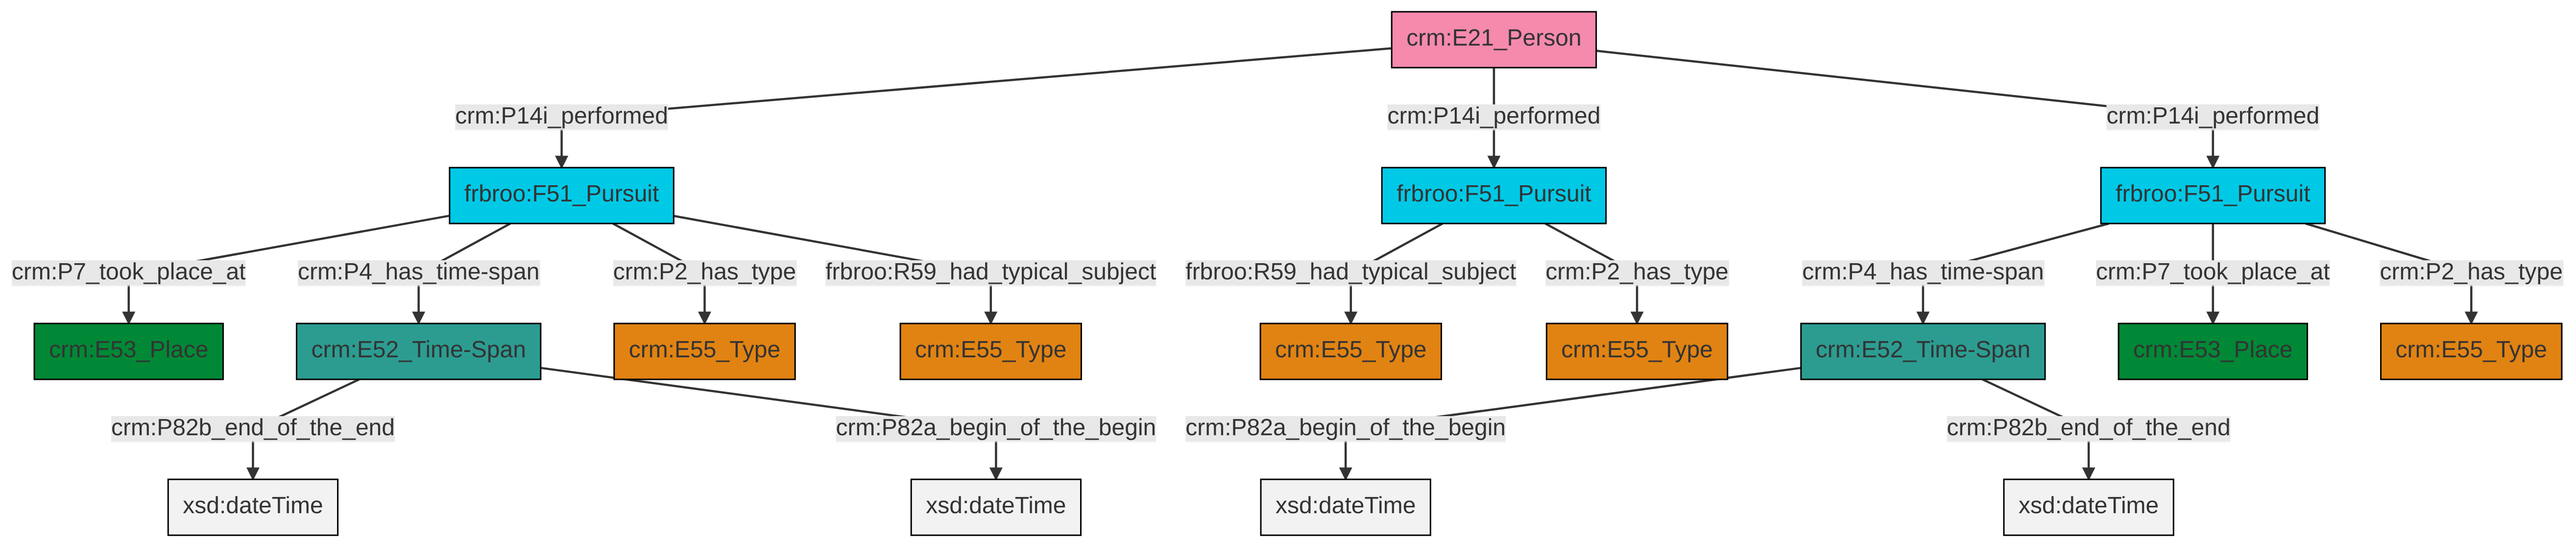 crm:E21_Person
crm:P14i_performed
crm:P14i_performed
crm:P14i_performed
frbroo:F51_Pursuit
frbroo:F51_Pursuit
frbroo:F51_Pursuit
crm:P7_took_place_at
crm:P4_has_time-span
crm:P2_has_type
frbroo:R59_had_typical_subject
frbroo:R59_had_typical_subject
crm:P2_has_type
crm:P4_has_time-span
crm:P7_took_place_at
crm:P2_has_type
crm:E53_Place
crm:E52_Time-Span
crm:E55_Type
crm:E55_Type
crm:E55_Type
crm:E55_Type
crm:E52_Time-Span
crm:E53_Place
crm:E55_Type
crm:P82b_end_of_the_end
crm:P82a_begin_of_the_begin
crm:P82a_begin_of_the_begin
crm:P82b_end_of_the_end
xsd:dateTime
xsd:dateTime
xsd:dateTime
xsd:dateTime